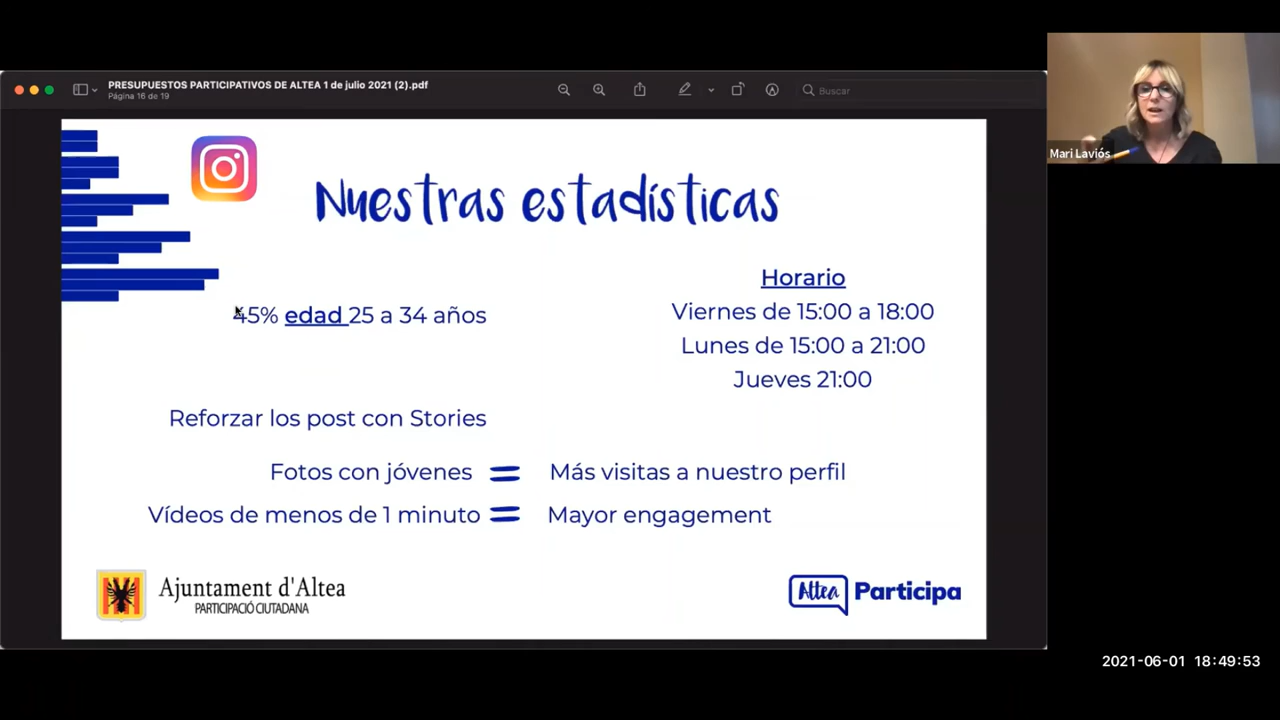 PRESUPUESTOS PARTICIPATIVOS DE ALTEA 1 de julio 2021 (2).pdf
Página 16 de 19
Buscar
Mari Laviós
Nuestras estadísticas
45% edad 25 a 34 años
Horario
Viernes de 15:00 a 18:00
Lunes de 15:00 a 21:00
Jueves 21:00
Reforzar los post con Stories
Fotos con jóvenes = Más visitas a nuestro perfil
Vídeos de menos de 1 minuto = Mayor engagement
Ajuntament d'Altea
PARTICIPACIÓ CIUTADANA
Altea Participa
2021-06-01 18:49:53